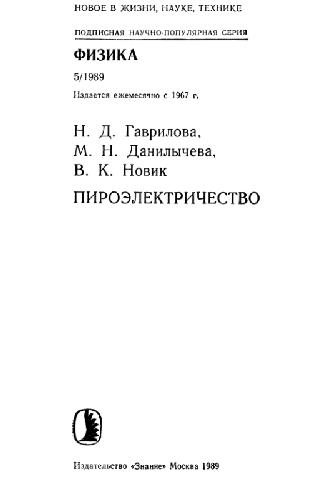 НОВОЕ В ЖИЗНИ, НАУКЕ, ТЕХНИКЕ
ПОДПИСНАЯ НАУЧНО-ПОПУЛЯРНАЯ СЕРИЯ
ФИЗИКА
5/1989
Издается ежемесячно с 1967 г.
Н. Д. Гаврилова,
М. Н. Данилычева,
В. К. Новик
ПИРОЭЛЕКТРИЧЕСТВО
Издательство «Знание» Москва 1989